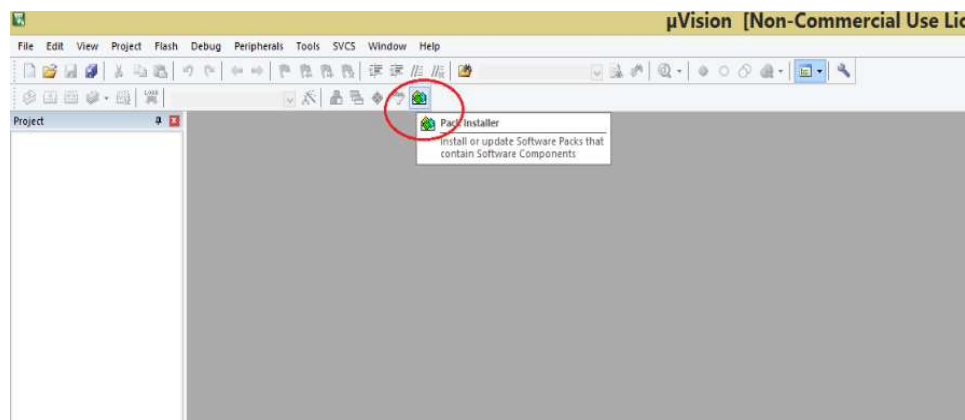 µVision [Non-Commercial Use Lic
File Edit View Project Flash Debug Peripherals Tools SVCS Window Help
Project
Pack Installer
Install or update Software Packs that
contain Software Components